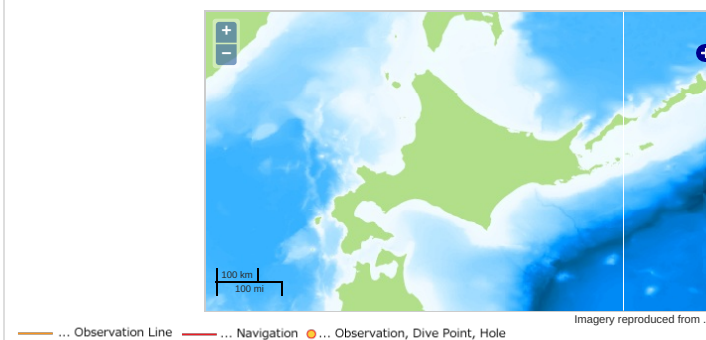 +
−
100 km
100 mi
Imagery reproduced from .
... Observation Line ... Navigation ... Observation, Dive Point, Hole